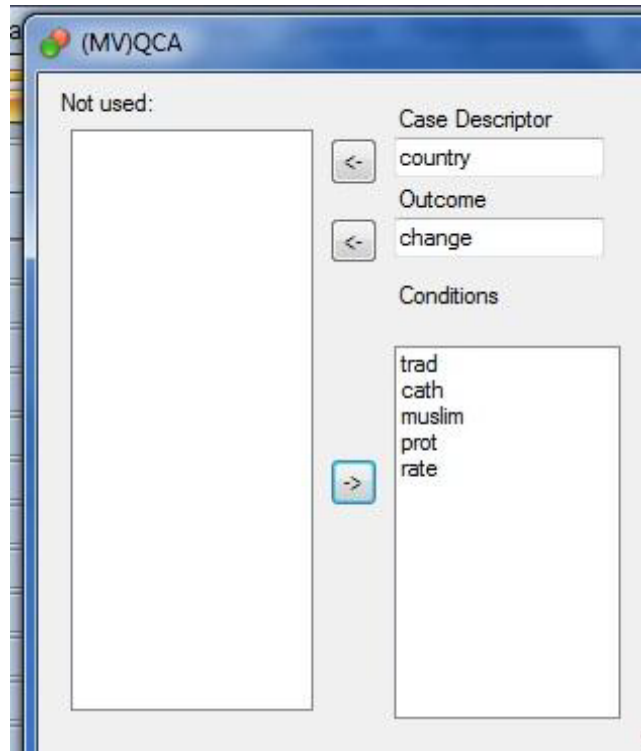 (MV)QCA
Not used:
Case Descriptor
<-
country
Outcome
<-
change
Conditions
trad
cath
muslim
prot
rate
->